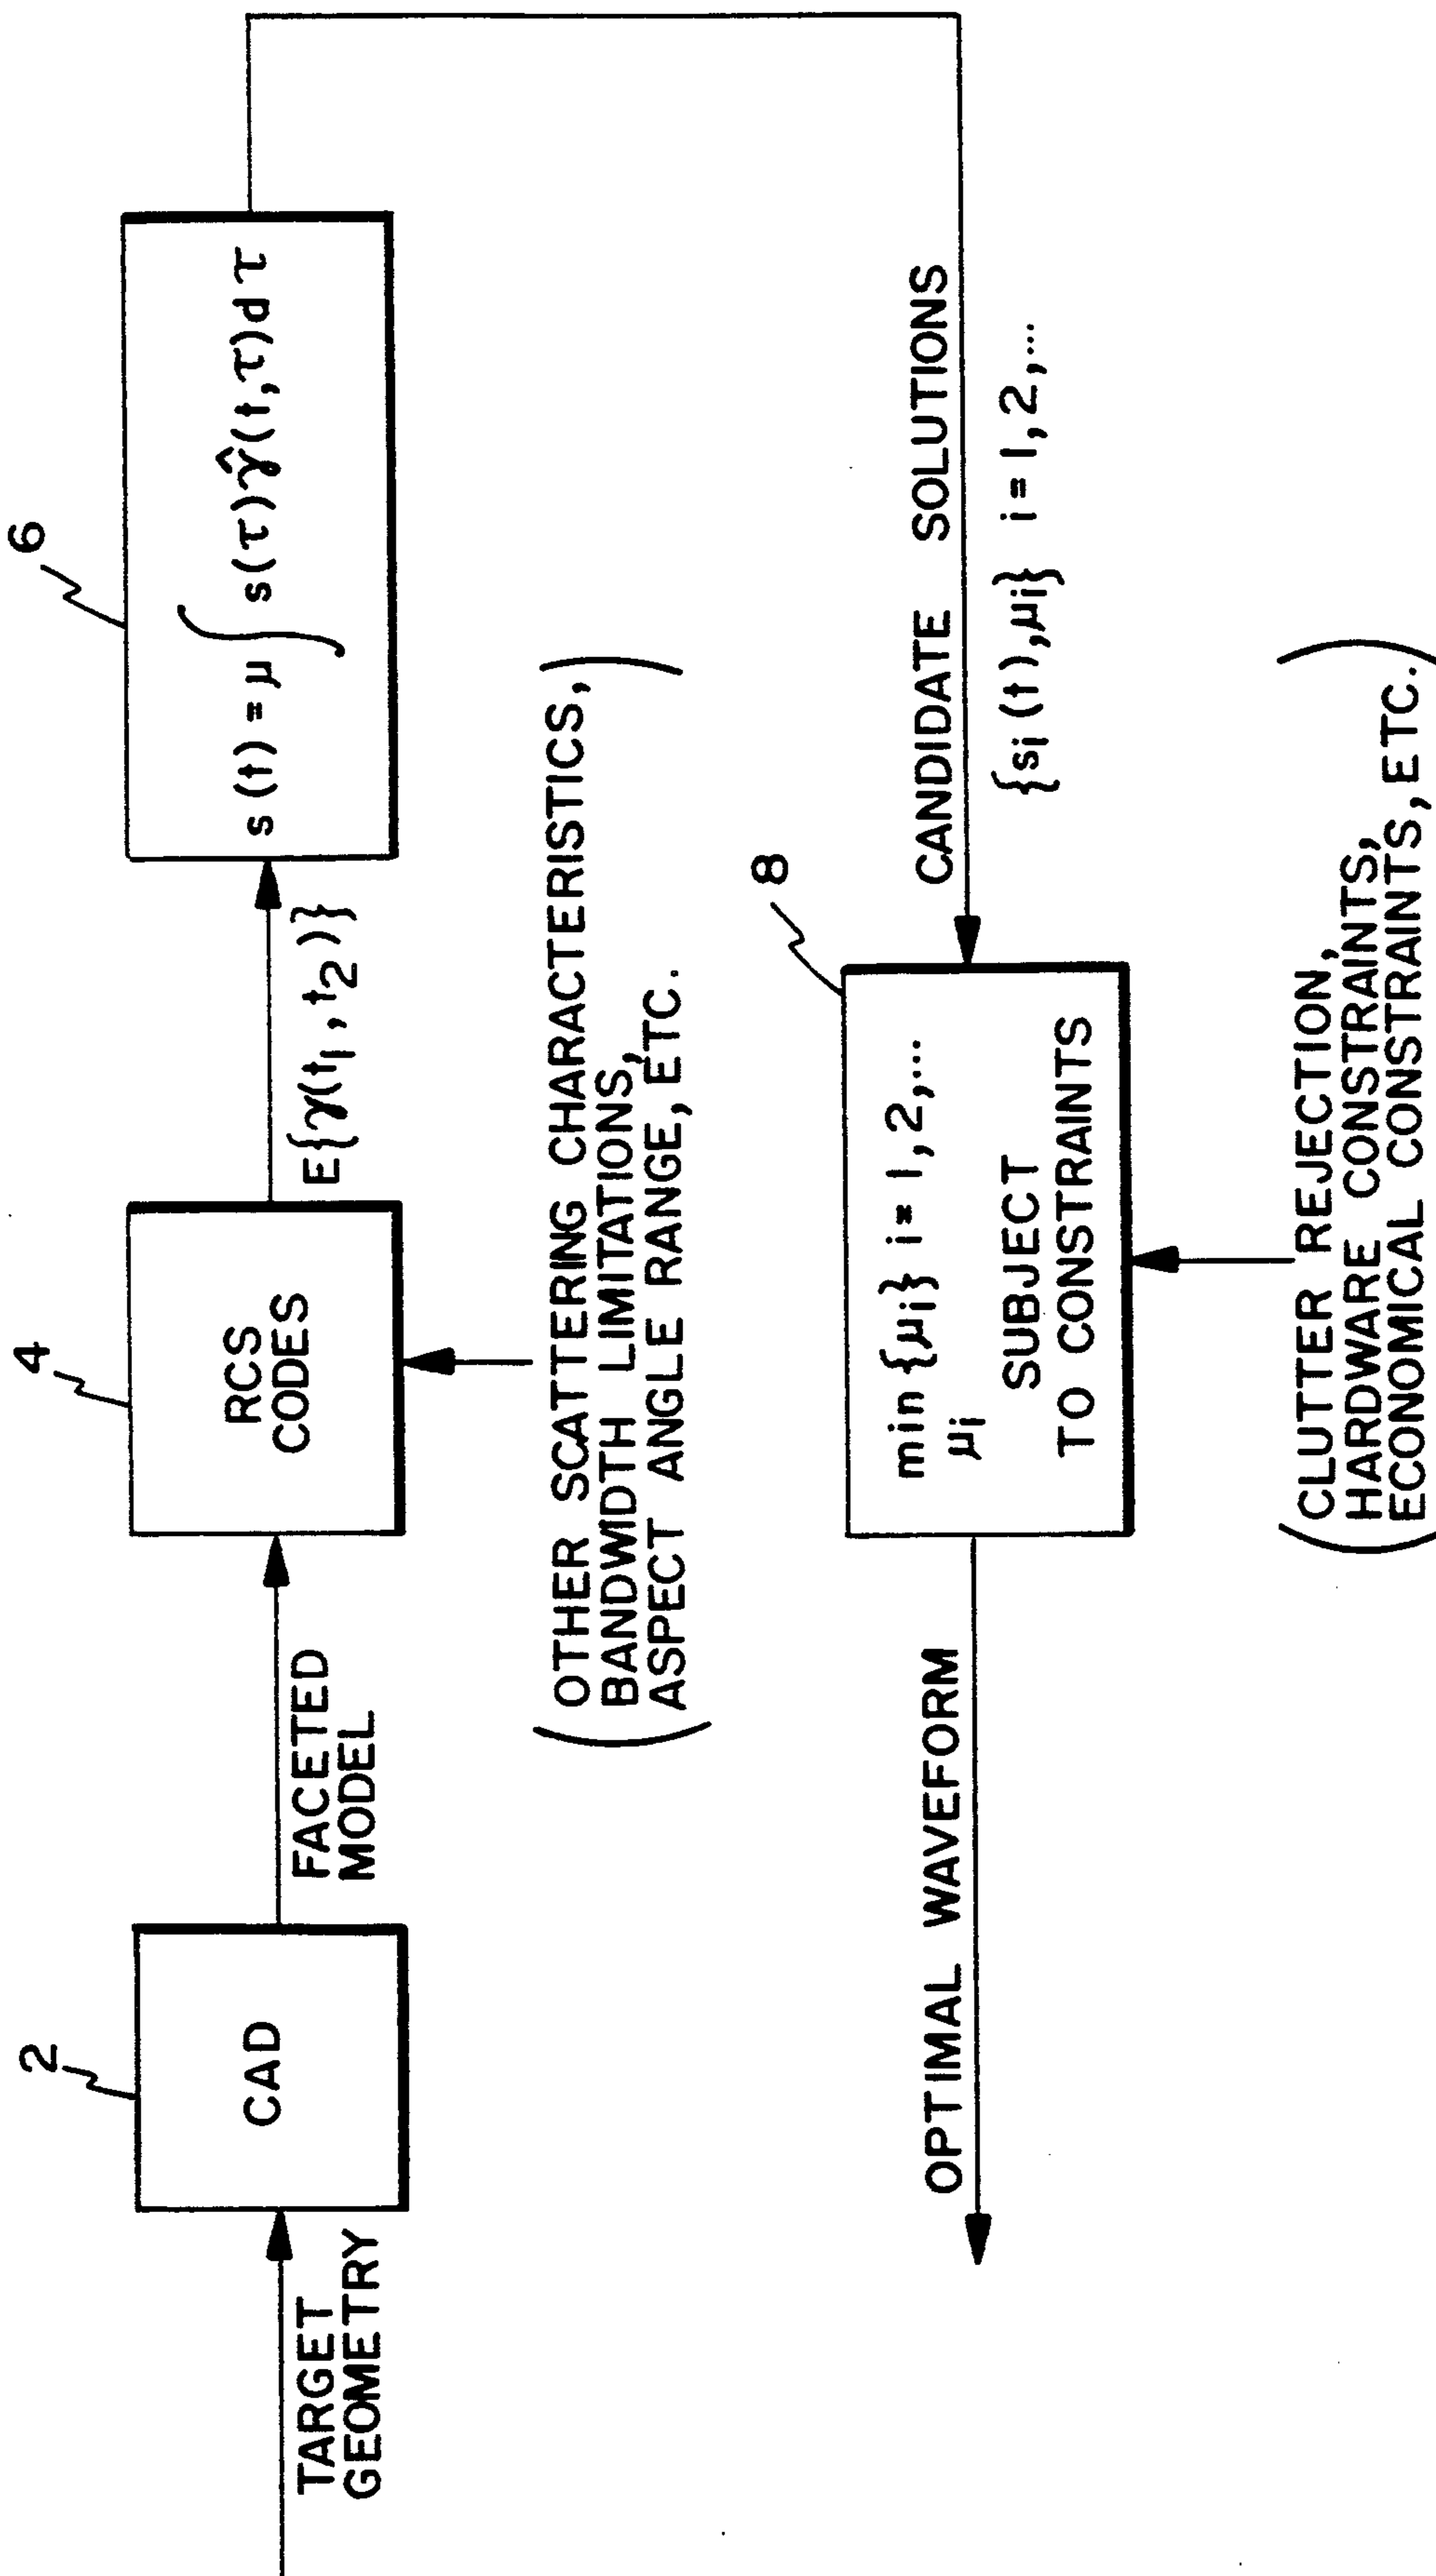 TARGET
GEOMETRY
2
CAD
FACETED
MODEL
4
RCS
CODES
(OTHER SCATTERING CHARACTERISTICS,
BANDWIDTH LIMITATIONS,
ASPECT ANGLE RANGE, ETC.)
E{γ(t₁, t₂)}
6
s(t) = μ ∫ s(τ)γ̂(t,τ)dτ
CANDIDATE SOLUTIONS
{sᵢ(t), μᵢ} i = 1, 2, ...
8
min {μᵢ} i = 1, 2, ...
μᵢ
SUBJECT
TO CONSTRAINTS
(CLUTTER REJECTION,
HARDWARE CONSTRAINTS,
ECONOMICAL CONSTRAINTS, ETC.)
OPTIMAL WAVEFORM